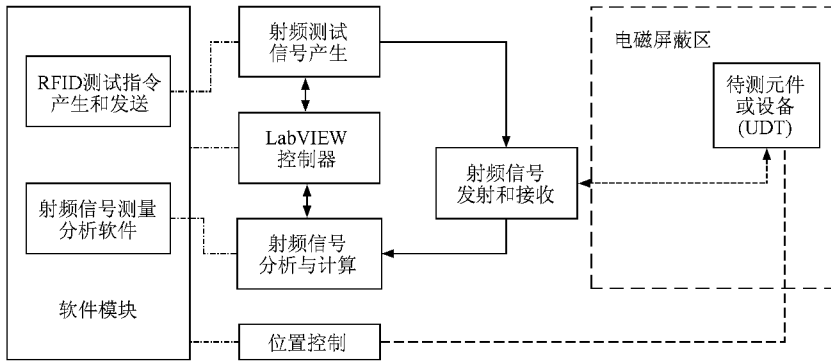 RFID测试指令
产生和发送
射频信号测量
分析软件
软件模块
射频测试
信号产生
LabVIEW
控制器
射频信号
分析与计算
位置控制
射频信号
发射和接收
电磁屏蔽区
待测元件
或设备
(UDT)